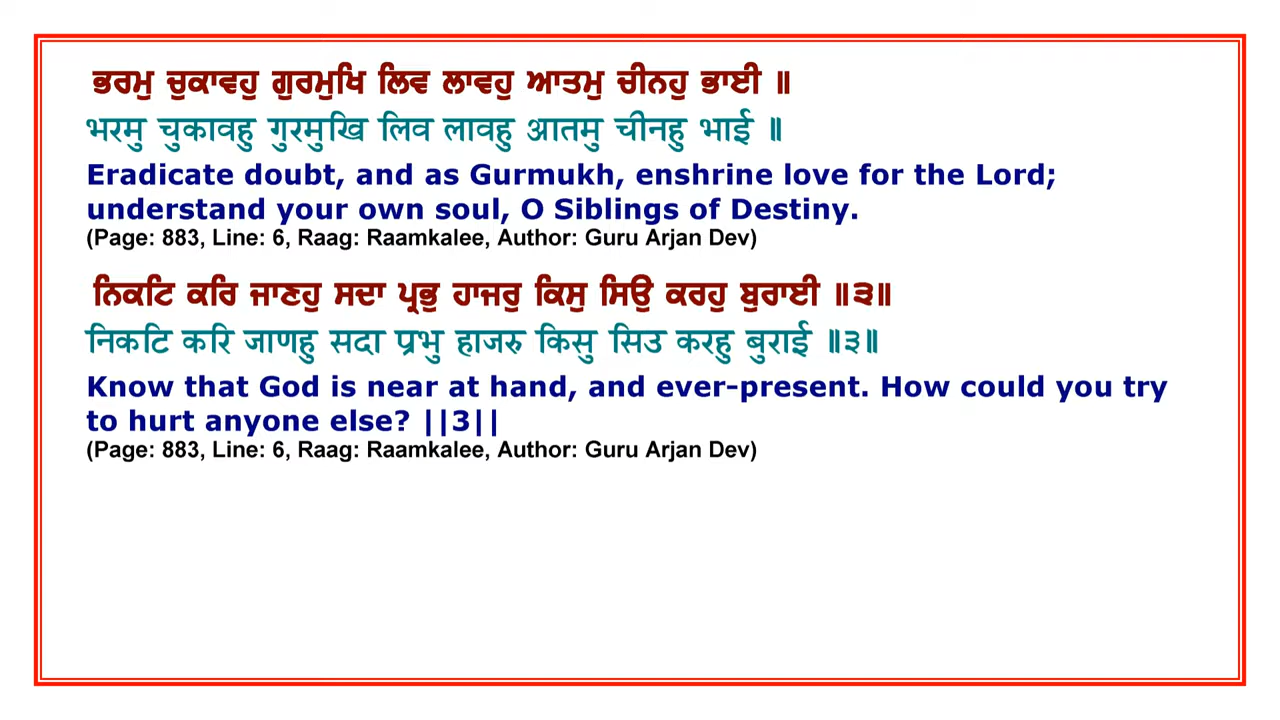 ਭਰਮੁ ਚੁਕਾਵਹੁ ਗੁਰਮੁਖਿ ਲਿਵ ਲਾਵਹੁ ਆਤਮੁ ਚੀਨਹੁ ਭਾਈ ॥
भरमु चुकावहु गुरमुखि लिव लावहु आतमु चीनहु भाई ॥
Eradicate doubt, and as Gurmukh, enshrine love for the Lord;
understand your own soul, O Siblings of Destiny.
(Page: 883, Line: 6, Raag: Raamkalee, Author: Guru Arjan Dev)
ਨਿਕਟਿ ਕਰਿ ਜਾਣਹੁ ਸਦਾ ਪ੍ਰਭੁ ਹਾਜਰੁ ਕਿਸੁ ਸਿਉ ਕਰਹੁ ਬੁਰਾਈ ॥੩॥
निकटि करि जाणहु सदा प्रभु हाजरु किसु सिउ करहु बुराई ॥३॥
Know that God is near at hand, and ever-present. How could you try
to hurt anyone else? ||3||
(Page: 883, Line: 6, Raag: Raamkalee, Author: Guru Arjan Dev)